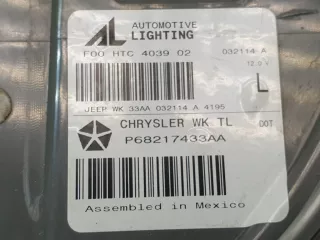 AL AUTOMOTIVE
LIGHTING
F00 HTC 4039 02 032114 A
12.0 V
L
JEEP WK 33AA 032114 A 4195
CHRYSLER WK TL DOT
P68217433AA
Assembled in Mexico